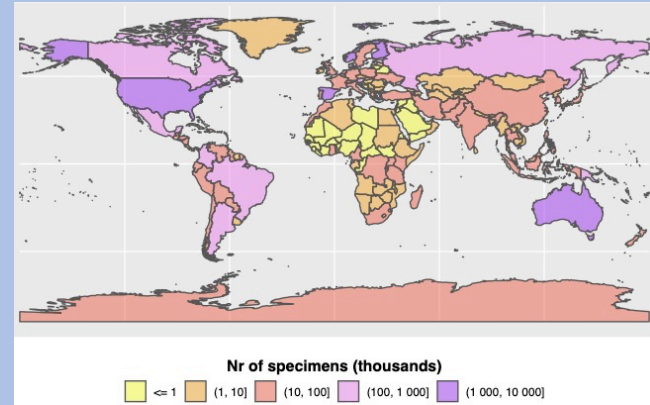 Nr of specimens (thousands)
<= 1 (1, 10] (10, 100] (100, 1 000] (1 000, 10 000]